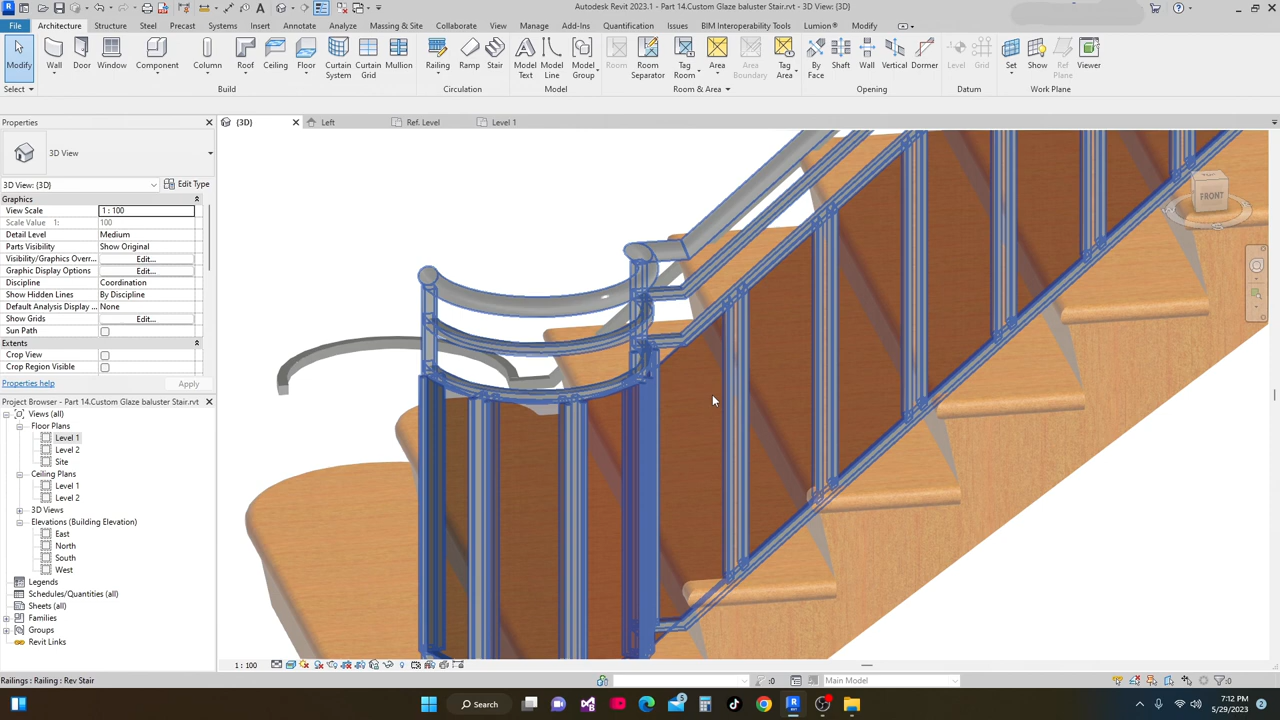 Autodesk Revit 2023.1 - Part 14.Custom Glaze baluster Stair.rvt - 3D View: {3D}
File Architecture Structure Steel Precast Systems Insert Annotate Analyze Massing & Site Collaborate View Manage Add-Ins Quantification Issues BIM Interoperability Tools Lumion® Modify
Modify Wall Door Window Component Column Roof Ceiling Floor Curtain System Curtain Grid Mullion Railing Ramp Stair Model Text Model Line Model Group Room Room Separator Tag Room Area Area Boundary Tag Area By Face Shaft Wall Vertical Dormer Level Grid Set Show Ref Plane Viewer
Select Build Circulation Model Room & Area Opening Datum Work Plane
Properties
{3D} Left Ref. Level Level 1
3D View
3D View: {3D} Edit Type
Graphics
View Scale 1 : 100
Scale Value 1: 100
Detail Level Medium
Parts Visibility Show Original
Visibility/Graphics Overr... Edit...
Graphic Display Options Edit...
Discipline Coordination
Show Hidden Lines By Discipline
Default Analysis Display ... None
Show Grids Edit...
Sun Path
Extents
Crop View
Crop Region Visible
Properties help Apply
FRONT
Project Browser - Part 14.Custom Glaze baluster Stair.rvt
Views (all)
Floor Plans
Level 1
Level 2
Site
Ceiling Plans
Level 1
Level 2
3D Views
Elevations (Building Elevation)
East
North
South
West
Legends
Schedules/Quantities (all)
Sheets (all)
Families
Groups
Revit Links
1 : 100
Railings : Railing : Rev Stair :0 Main Model :0
Search
7:12 PM
5/29/2023